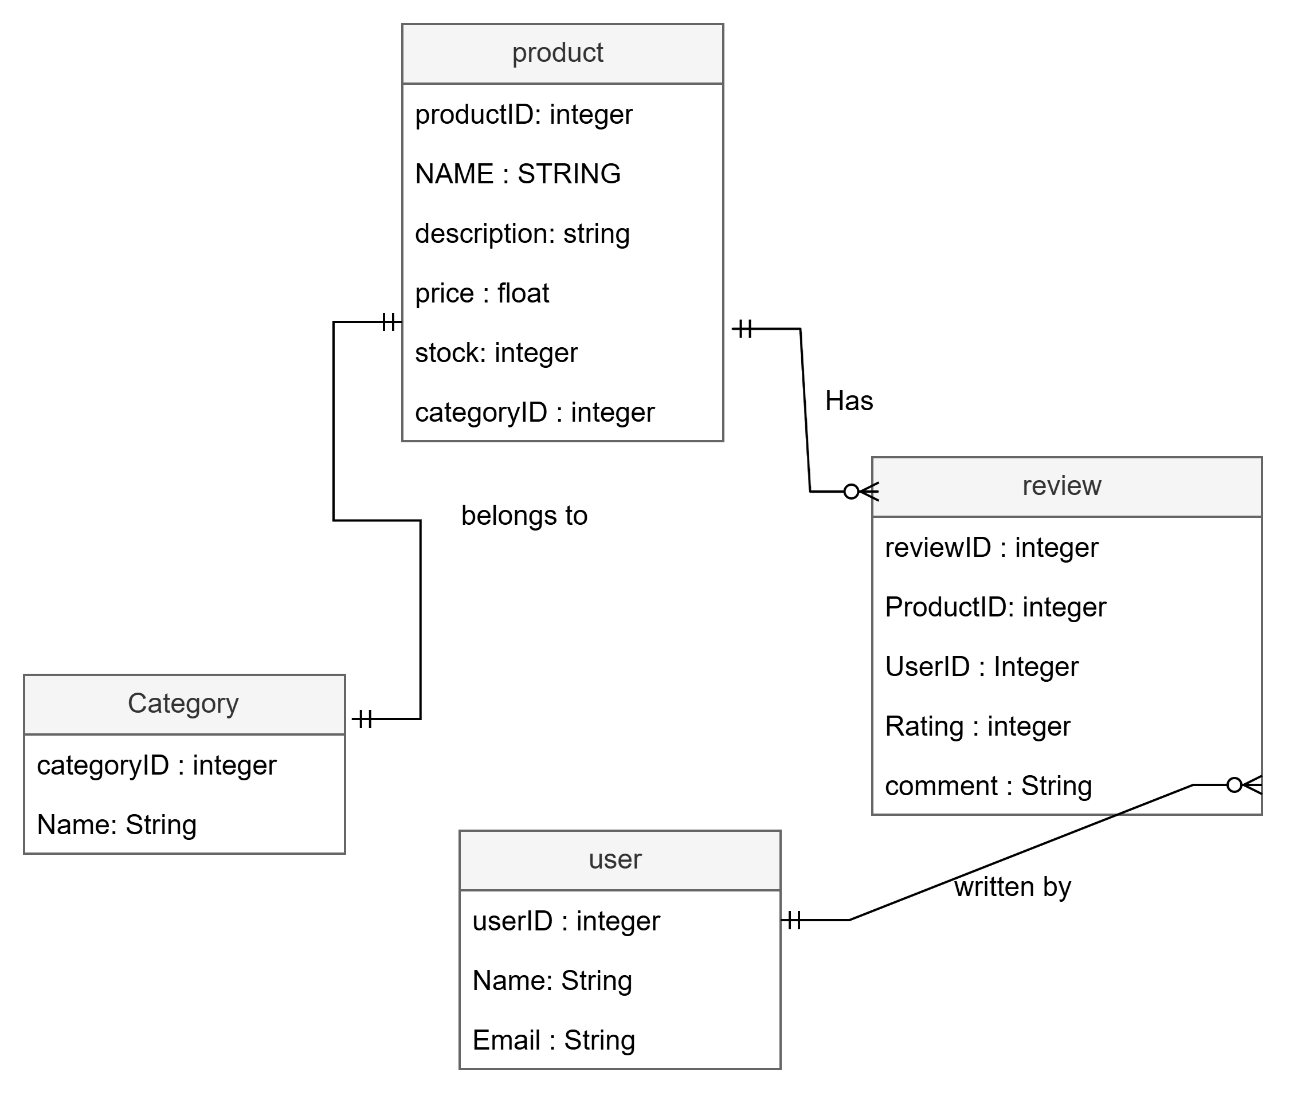 product
productID: integer
NAME : STRING
description: string
price : float
stock: integer
categoryID : integer
Has
belongs to
review
reviewID : integer
ProductID: integer
UserID : Integer
Rating : integer
comment : String
Category
categoryID : integer
Name: String
user
userID : integer
Name: String
Email : String
written by